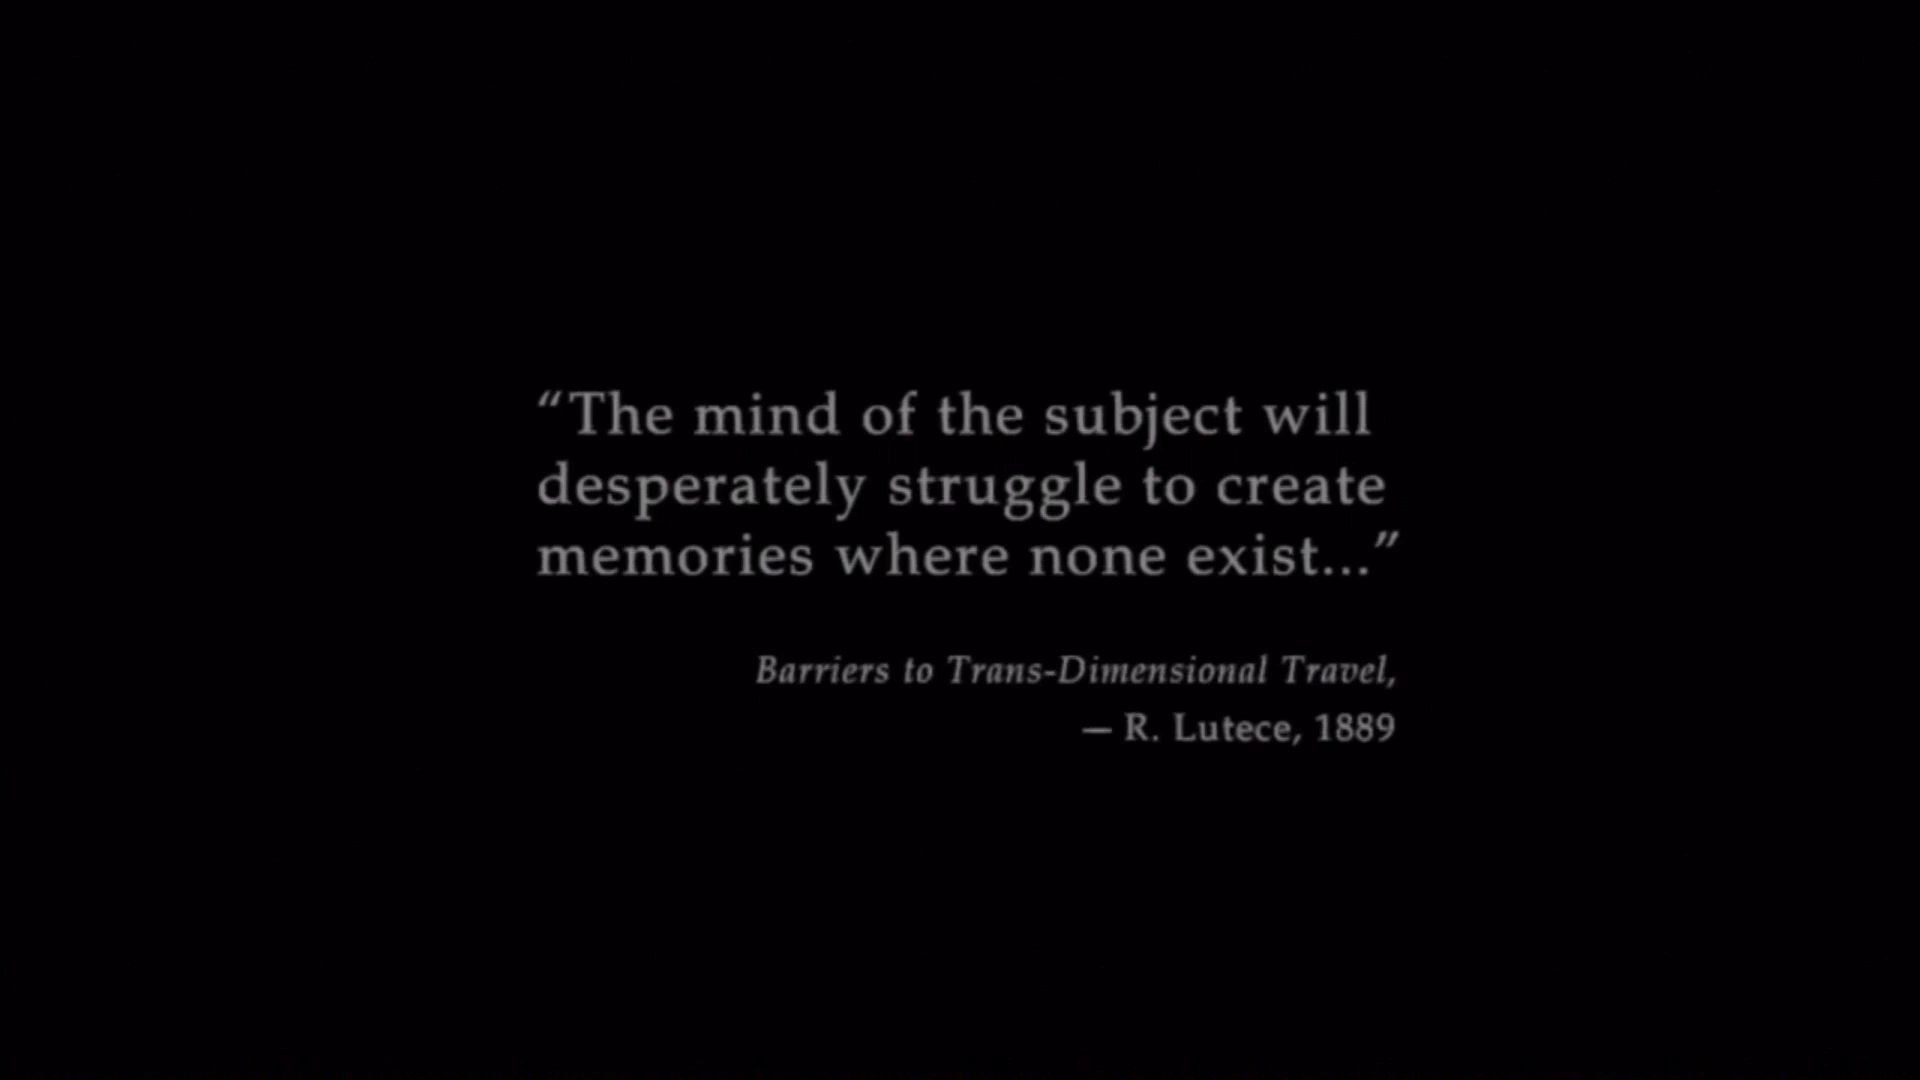 “The mind of the subject will
desperately struggle to create
memories where none exist...”
Barriers to Trans-Dimensional Travel,
— R. Lutece, 1889